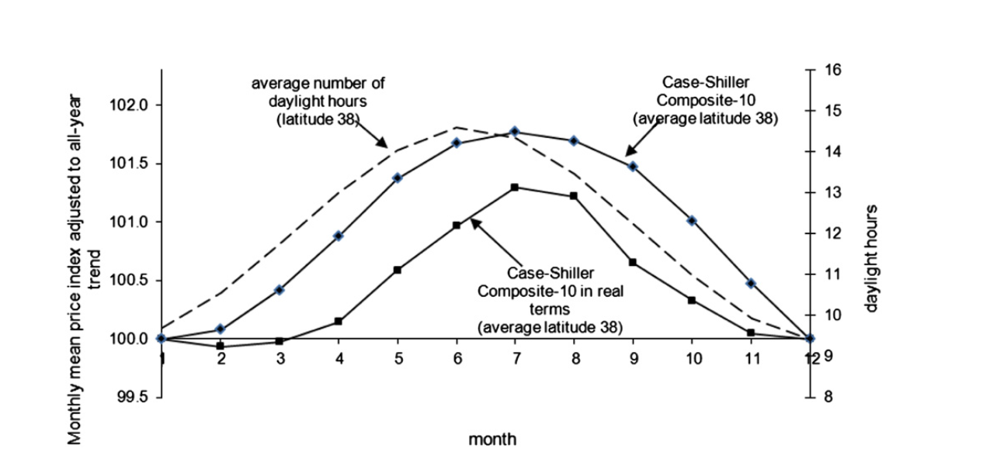 average number of
daylight hours
(latitude 38)
Case-Shiller
Composite-10
(average latitude 38)
Monthly mean price index adjusted to all-year
trend
102.0
101.5
101.0
100.5
100.0
99.5
16
15
14
13
12
11
10
9
8
daylight hours
Case-Shiller
Composite-10 in real
terms
(average latitude 38)
1 2 3 4 5 6 7 8 9 10 11 12
month